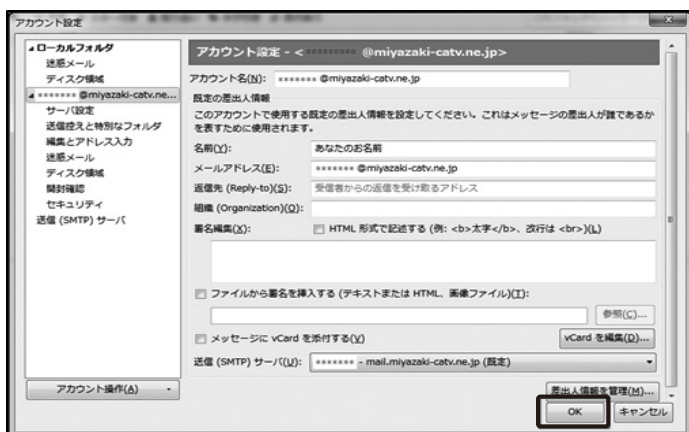 アカウント設定
ローカルフォルダ
迷惑メール
ディスク領域
******* @miyazaki-catv.ne...
サーバ設定
送信控えと特別なフォルダ
編集とアドレス入力
迷惑メール
ディスク領域
開封確認
セキュリティ
送信 (SMTP) サーバ
アカウント操作(A)
アカウント設定 - <********* @miyazaki-catv.ne.jp>
アカウント名(N): ******* @miyazaki-catv.ne.jp
既定の差出人情報
このアカウントで使用する既定の差出人情報を設定してください。これはメッセージの差出人が誰であるか
を表すために使用されます。
名前(Y): あなたのお名前
メールアドレス(E): ******* @miyazaki-catv.ne.jp
返信先 (Reply-to)(S): 受信者からの返信を受け取るアドレス
組織 (Organization)(O):
署名編集(X): HTML 形式で記述する (例: <b>太字</b>、改行は <br>)(L)
ファイルから署名を挿入する (テキストまたは HTML、画像ファイル)(T):
参照(C)...
メッセージに vCard を添付する(V) vCard を編集(D)...
送信 (SMTP) サーバ(U): ******* - mail.miyazaki-catv.ne.jp (既定)
差出人情報を管理(M)...
OK キャンセル